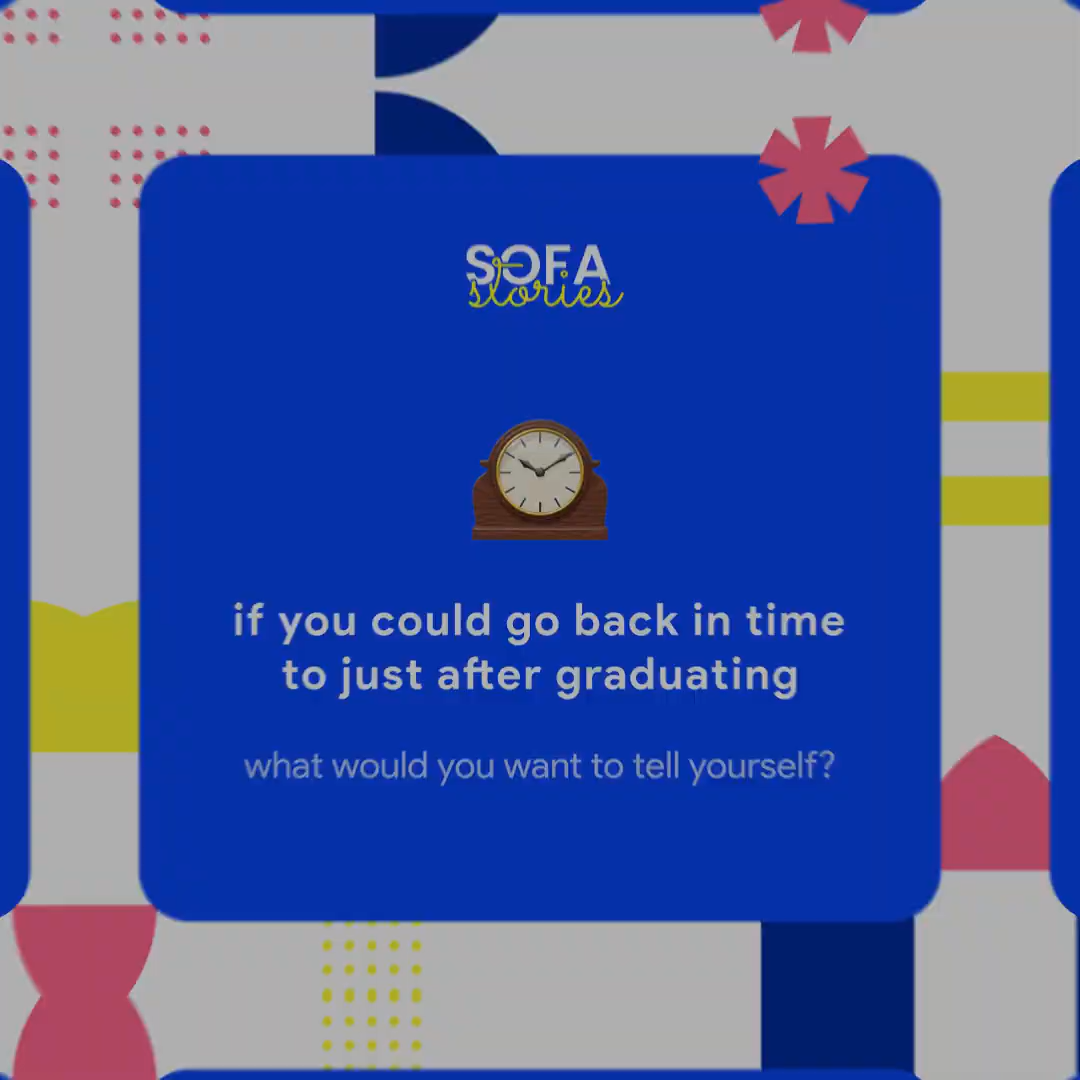 SOFA
stories
if you could go back in time
to just after graduating
what would you want to tell yourself?